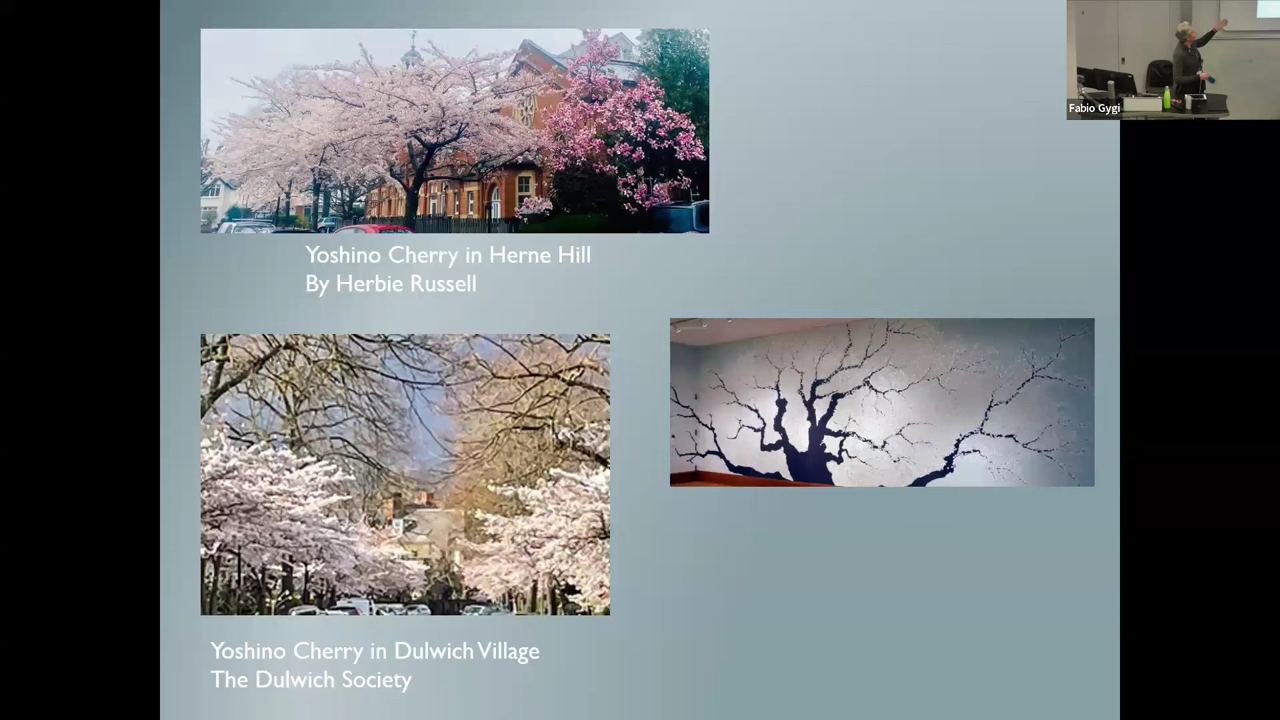 Fabio Gygi
Yoshino Cherry in Herne Hill
By Herbie Russell
Yoshino Cherry in Dulwich Village
The Dulwich Society